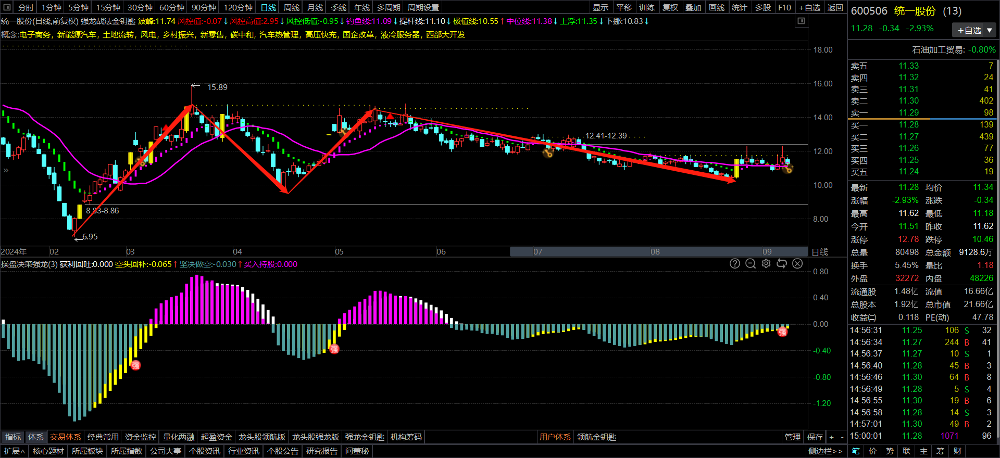 分时 1分钟 5分钟 15分钟 30分钟 60分钟 90分钟 120分钟 日线 周线 月线 季线 年线 多周期 周期设置 显示 平移 训练 复权 叠加 画线 统计 多股 F10 +自选 返回
统一股份(日线,前复权) 强龙战法金钥匙 波峰:11.74 风控值:-0.07↓ 风控高值:2.95↓ 风控低值:-0.95↓ 钓鱼线:11.09↓ 提杆线:11.10↓ 极值线:10.55↑ 中位线:11.38↓ 上浮:11.35↓ 下挪:10.83↓
概念:电子商务，新能源汽车，土地流转，风电，乡村振兴，新零售，碳中和，汽车热管理，高压快充，国企改革，液冷服务器，西部大开发
18.00
16.00
14.00
12.00
10.00
8.00
15.89
12.41-12.39
8.83-8.86
6.95
»
2024年 02 03 04 05 06 07 08 09 日线
操盘决策强龙(3) 获利回吐:0.000 空头回补:-0.065↑ 坚决做空:-0.030↑ 买入持股:0.000
0.80
0.40
0.00
-0.40
-0.80
-1.20
强
强
强
指标 体系 交易体系 经典常用 资金监控 量化两融 超盈资金 龙头股领航版 龙头股强龙版 强龙金钥匙 机构筹码 用户体系 领航金钥匙 管理 保存 + -
扩展∧ 核心题材 所属板块 所属指数 公司大事 个股资讯 行业资讯 个股公告 研究报告 问董秘 侧边栏>>
600506 统一股份 (13)
11.28 -0.34 -2.93% +自选 ▼
石油加工贸易: -0.80%
卖五 11.33 7
卖四 11.32 24
卖三 11.31 41
卖二 11.30 402
卖一 11.29 98
买一 11.28 139
买二 11.27 439
买三 11.26 77
买四 11.25 36
买五 11.24 19
最新 11.28 均价 11.34
涨幅 -2.93% 涨跌 -0.34
最高 11.62 最低 11.18
今开 11.51 昨收 11.62
涨停 12.78 跌停 10.46
总量 80498 总金额 9128.6万
换手 5.45% 量比 1.18
外盘 32272 内盘 48226
流通股 1.48亿 流值 16.66亿
总股本 1.92亿 总市值 21.66亿
收益㈡ 0.118 PE(动) 47.78
14:56:31 11.25 106 S 32
14:56:34 11.27 244 B 41
14:56:37 11.27 10 S 1
14:56:40 11.28 45 B 3
14:56:46 11.30 64 B 8
14:56:49 11.28 5 S 4
14:56:55 11.30 19 B 6
14:56:58 11.28 14 S 3
14:57:01 11.30 49 B 2
15:00:01 11.28 1071 96
笔 价 势 联 主 筹 财